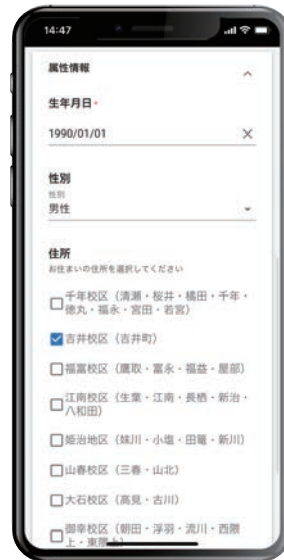 14:47
属性情報
生年月日*
1990/01/01
性別
性別
男性
住所
お住まいの住所を選択してください
千年校区（清瀬・桜井・橘田・千年・
徳丸・福永・宮田・若宮）
吉井校区（吉井町）
福富校区（鷹取・富永・福益・屋部）
江南校区（生葉・江南・長栖・新治・
八和田）
姫治地区（妹川・小塩・田篭・新川）
山春校区（三春・山北）
大石校区（高見・古川）
御幸校区（朝田・浮羽・流川・西隈
上・東隈上）